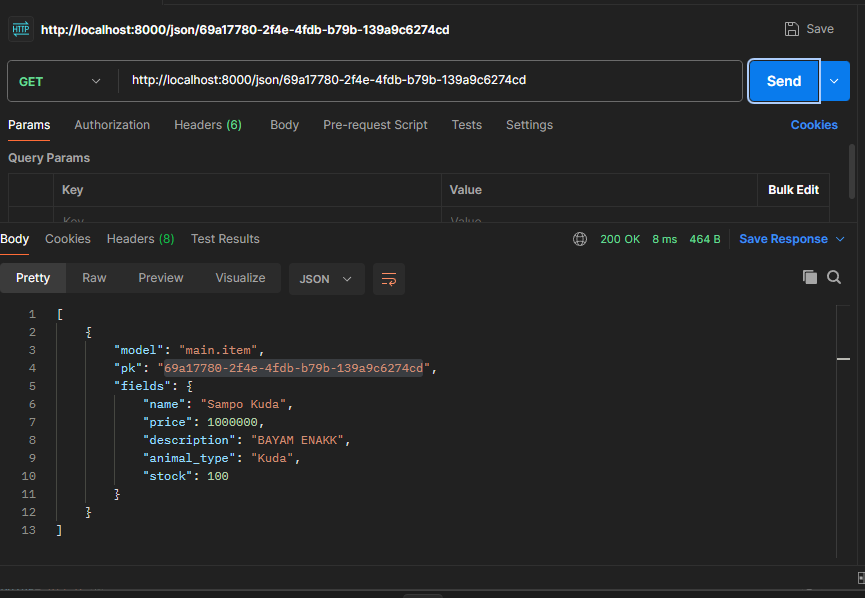 HTTP http://localhost:8000/json/69a17780-2f4e-4fdb-b79b-139a9c6274cd Save
GET http://localhost:8000/json/69a17780-2f4e-4fdb-b79b-139a9c6274cd Send
Params Authorization Headers (6) Body Pre-request Script Tests Settings Cookies
Query Params
Key Value Bulk Edit
Key Value
Body Cookies Headers (8) Test Results 200 OK 8 ms 464 B Save Response
Pretty Raw Preview Visualize JSON
1 [
2 {
3 "model": "main.item",
4 "pk": "69a17780-2f4e-4fdb-b79b-139a9c6274cd",
5 "fields": {
6 "name": "Sampo Kuda",
7 "price": 1000000,
8 "description": "BAYAM ENAKK",
9 "animal_type": "Kuda",
10 "stock": 100
11 }
12 }
13 ]